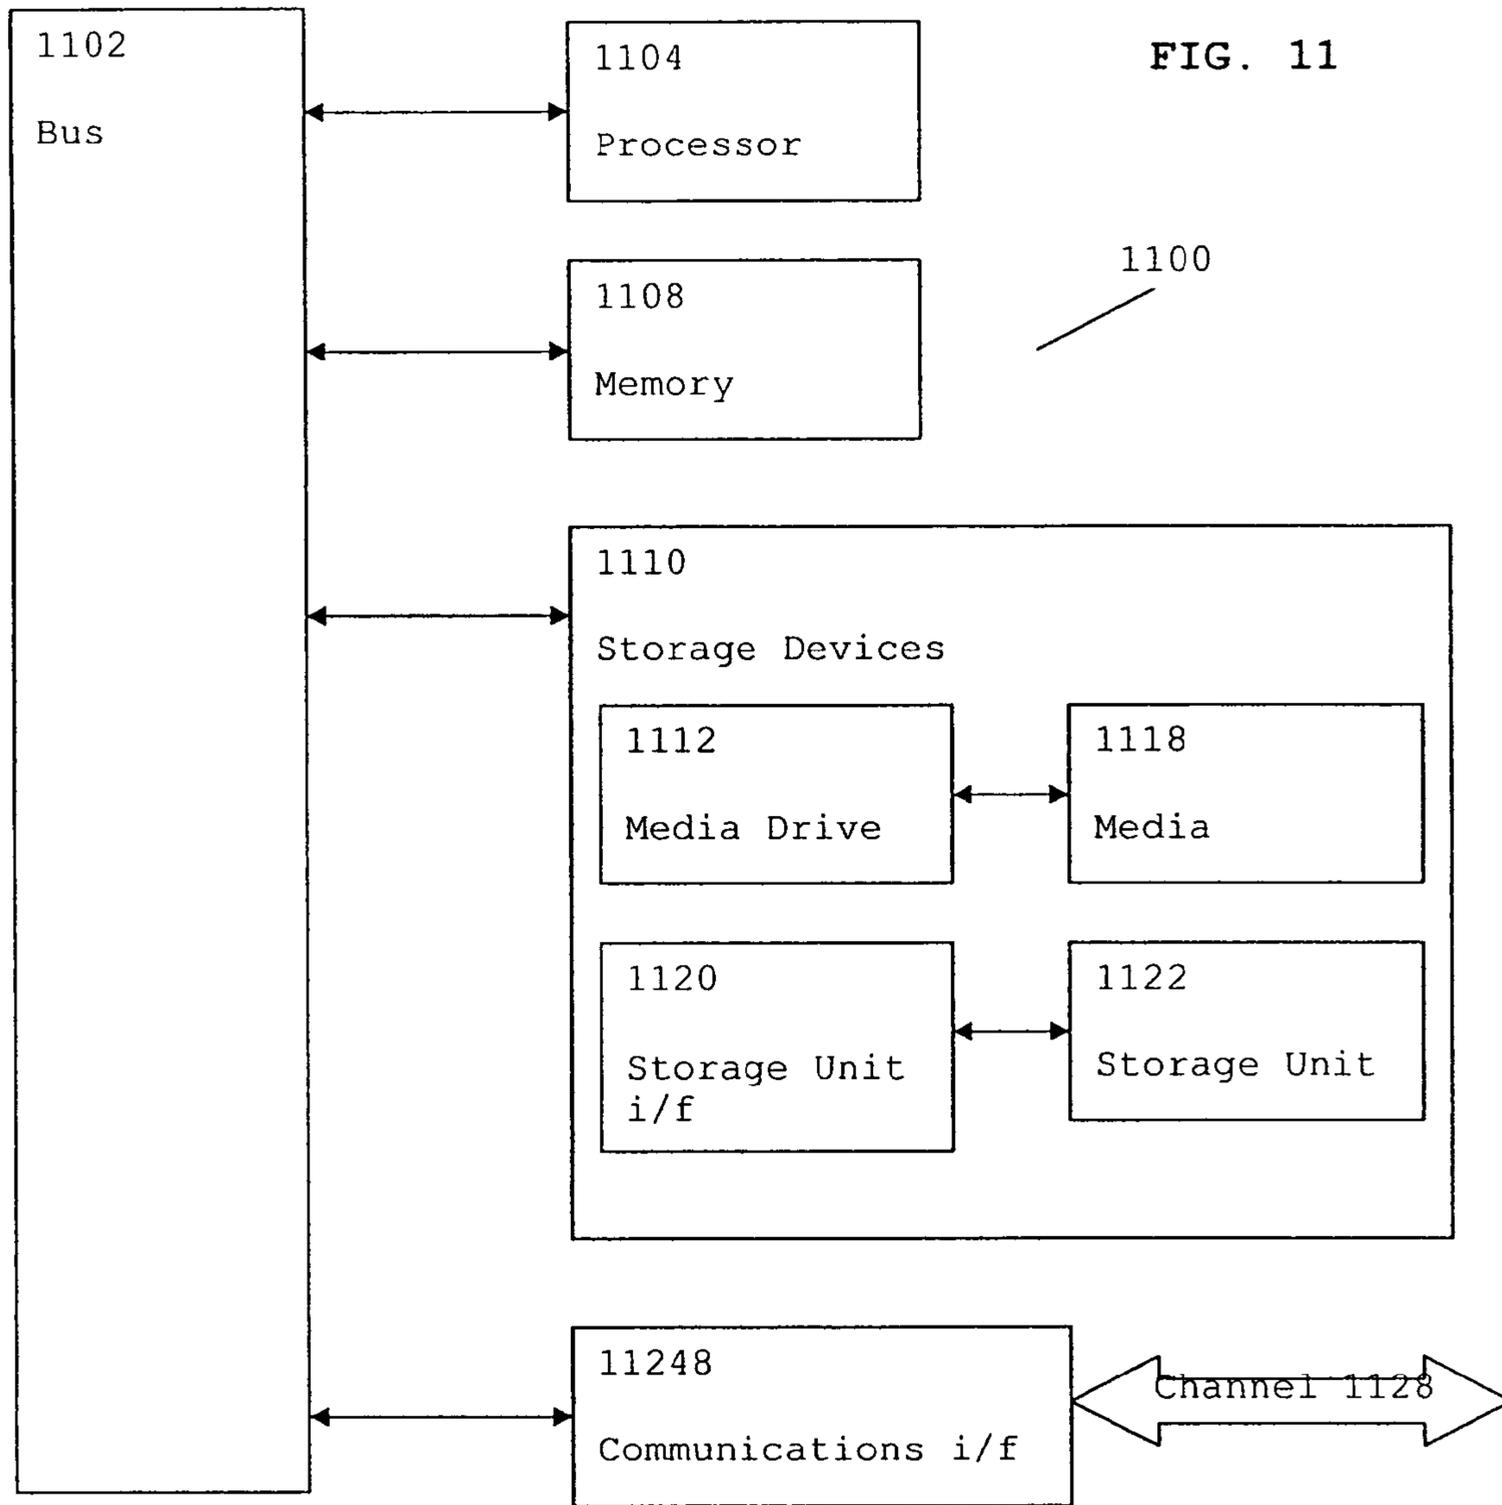 FIG. 11
1102
Bus
1104
Processor
1100
1108
Memory
1110
Storage Devices
1112
Media Drive
1118
Media
1120
Storage Unit
i/f
1122
Storage Unit
11248
Communications i/f
Channel 1128